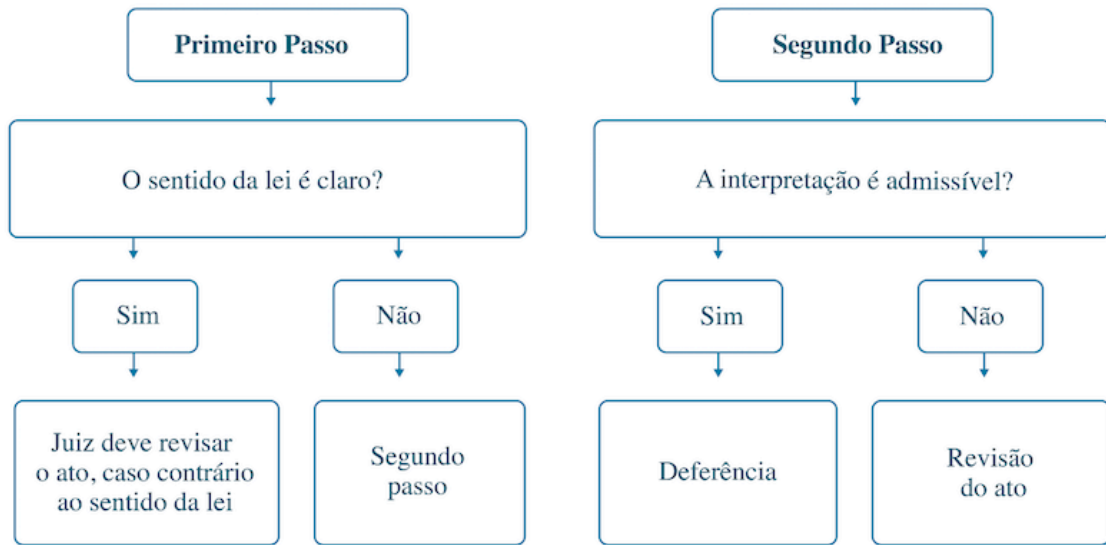 Primeiro Passo
O sentido da lei é claro?
Sim
Não
Juiz deve revisar
o ato, caso contrário
ao sentido da lei
Segundo
passo
Segundo Passo
A interpretação é admissível?
Sim
Não
Deferência
Revisão
do ato